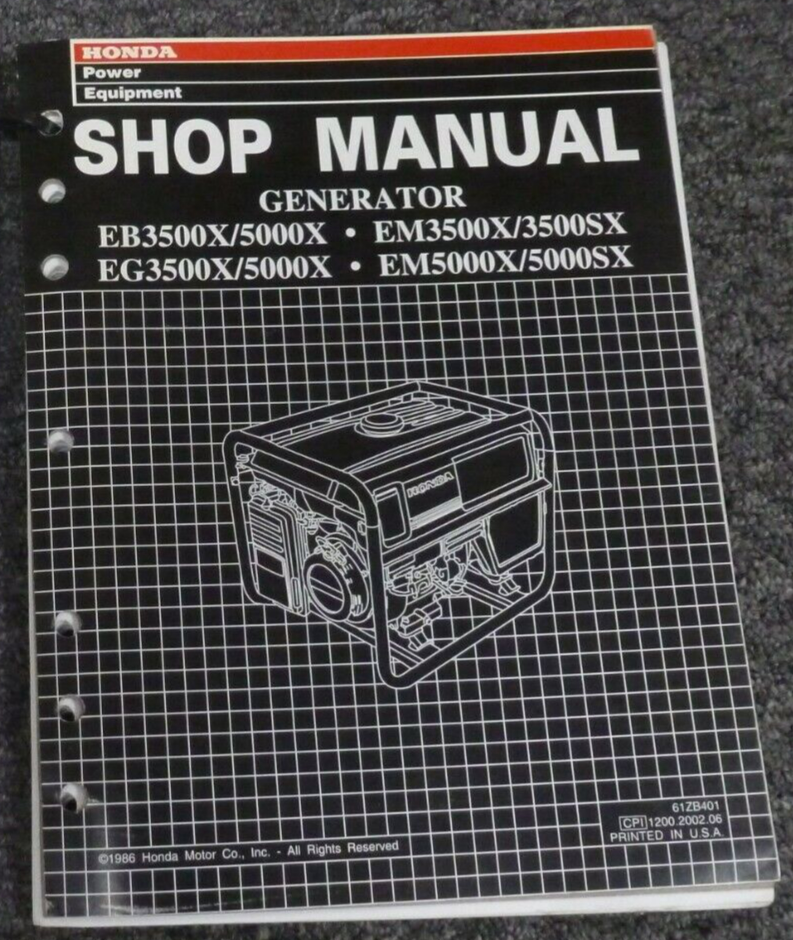 HONDA
Power
Equipment
SHOP MANUAL
GENERATOR
EB3500X/5000X • EM3500X/3500SX
EG3500X/5000X • EM5000X/5000SX
HONDA
61ZB401
CPI 1200.2002.06
PRINTED IN U.S.A.
©1986 Honda Motor Co., Inc. - All Rights Reserved